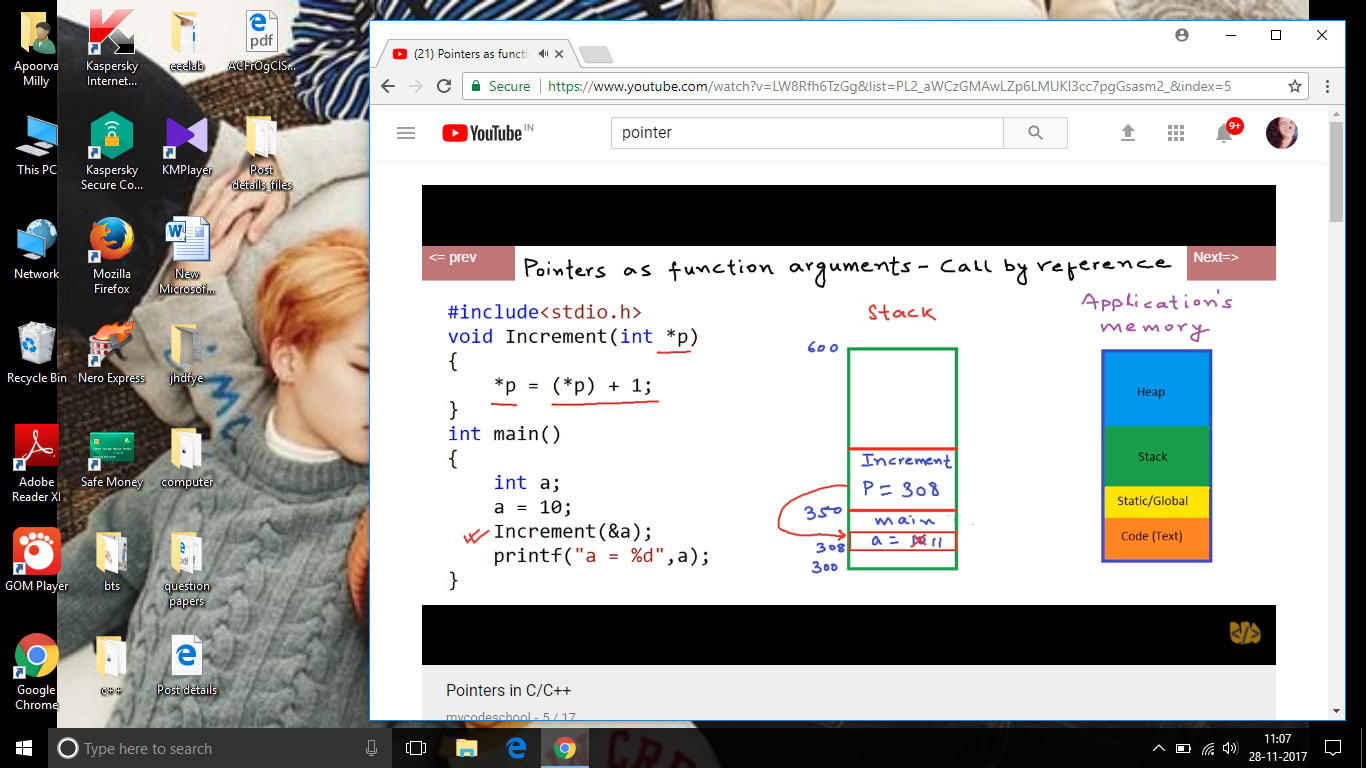 Apoorva
Milly
Kaspersky
Internet...
eeelab
pdf
ACFrOgClS...
This PC
Kaspersky
Secure Co...
KMPlayer
Post
details_files
Network
Mozilla
Firefox
New
Microsof...
Recycle Bin
Nero Express
jhdfye
Adobe
Reader XI
Safe Money
computer
GOM Player
bts
question
papers
Google
Chrome
c++
Post details
(21) Pointers as functi
Secure
https://www.youtube.com/watch?v=LW8Rfh6TzGg&list=PL2_aWCzGMAwLZp6LMUKI3cc7pgGsasm2_&index=5
YouTube IN
pointer
9+
<= prev
Pointers as function arguments - Call by reference
Next=>
#include<stdio.h>
void Increment(int *p)
{
*p = (*p) + 1;
}
int main()
{
int a;
a = 10;
Increment(&a);
printf("a = %d",a);
}
Stack
600
Increment
P = 308
350
main
a = 11
308
300
Application's
memory
Heap
Stack
Static/Global
Code (Text)
</>
Pointers in C/C++
mycodeschool - 5 / 17
Type here to search
11:07
28-11-2017